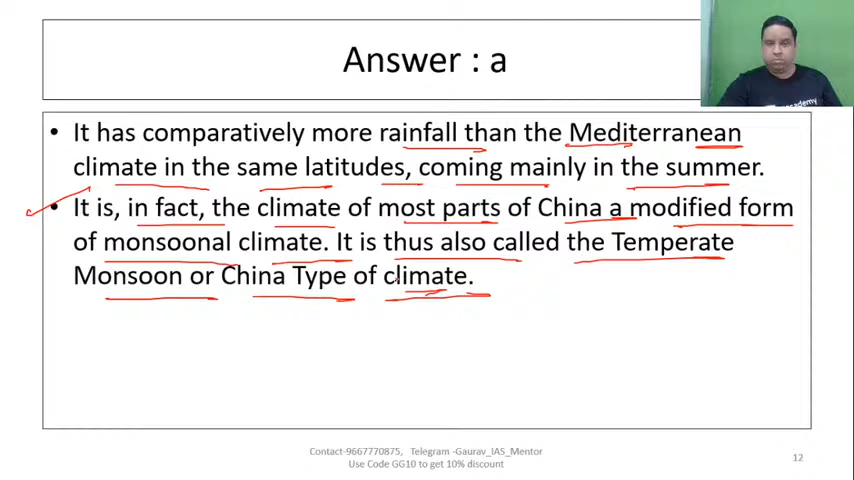 Answer : a
• It has comparatively more rainfall than the Mediterranean
climate in the same latitudes, coming mainly in the summer.
• It is, in fact, the climate of most parts of China a modified form
of monsoonal climate. It is thus also called the Temperate
Monsoon or China Type of climate.
Contact-9667770875, Telegram -Gaurav_IAS_Mentor
Use Code GG10 to get 10% discount
12